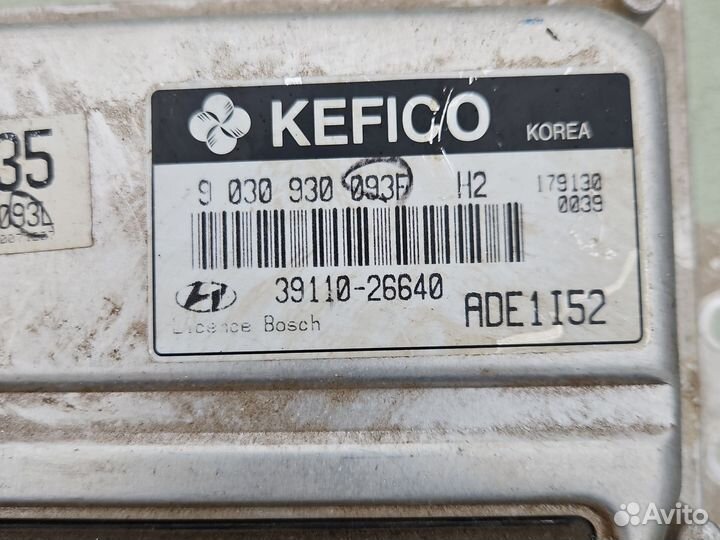 KEFICO KOREA
9 030 930 093F H2 179130
0039
39110-26640
ADE1I52
Licence Bosch
35
093
Avito